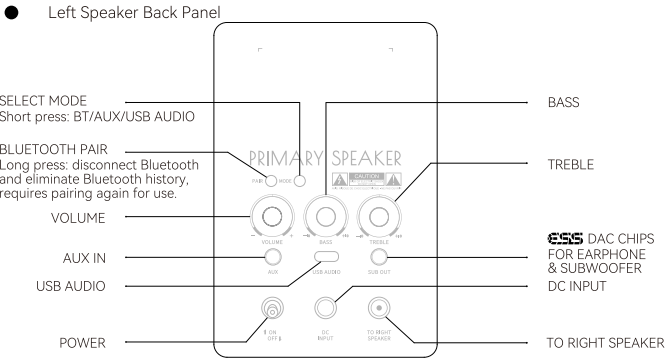 Left Speaker Back Panel
SELECT MODE
Short press: BT/AUX/USB AUDIO
BLUETOOTH PAIR
Long press: disconnect Bluetooth
and eliminate Bluetooth history,
requires pairing again for use.
VOLUME
AUX IN
USB AUDIO
POWER
PRIMARY SPEAKER
PAIR MODE
CAUTION
VOLUME BASS TREBLE
AUX USB AUDIO SUB OUT
ON
OFF
DC
INPUT
TO RIGHT
SPEAKER
BASS
TREBLE
ESS DAC CHIPS
FOR EARPHONE
& SUBWOOFER
DC INPUT
TO RIGHT SPEAKER